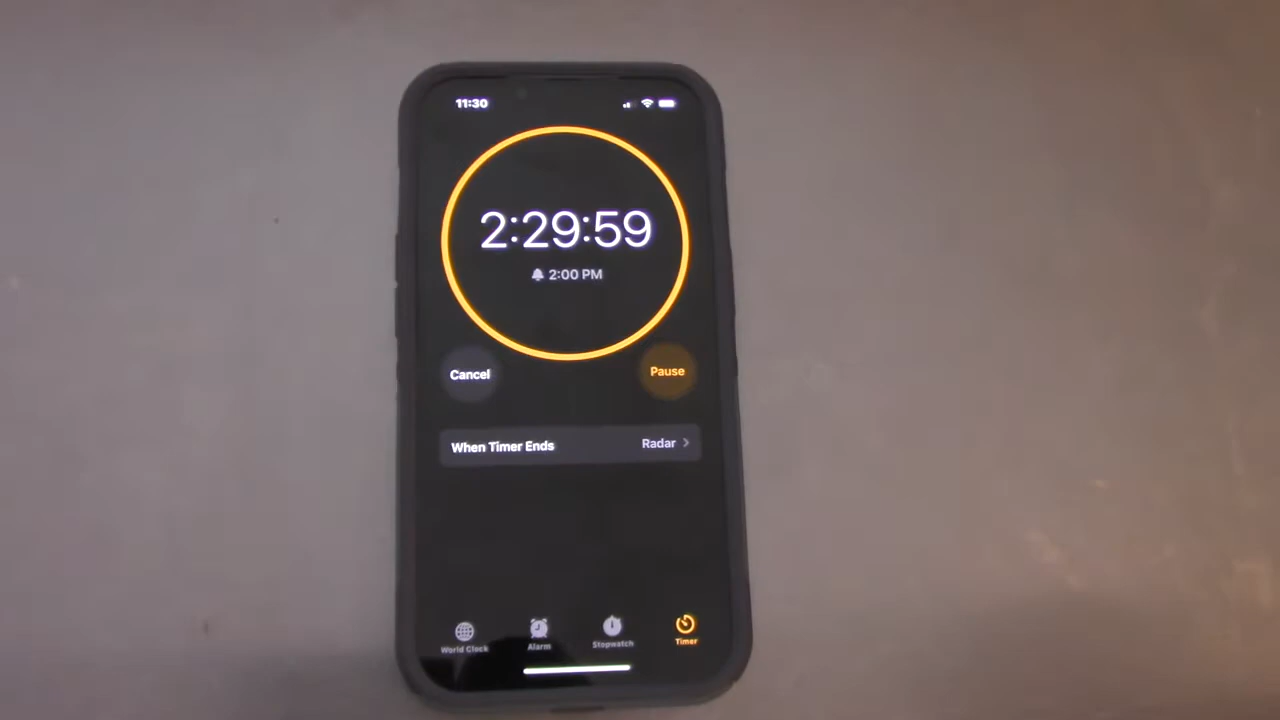 11:30
2:29:59
2:00 PM
Cancel
Pause
When Timer Ends
Radar
World Clock
Alarm
Stopwatch
Timer